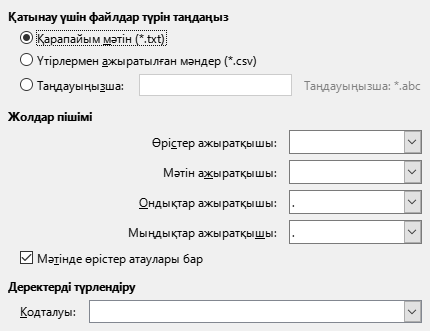 Қатынау үшін файлдар түрін таңдаңыз
Қарапайым мәтін (*.txt)
Үтірлермен ажыратылған мәндер (*.csv)
Таңдауыңызша: Таңдауыңызша: *.abc
Жолдар пішімі
Өрістер ажыратқышы:
Мәтін ажыратқышы:
Ондықтар ажыратқышы: .
Мыңдықтар ажыратқышы: .
Мәтінде өрістер атаулары бар
Деректерді түрлендіру
Кодталуы: